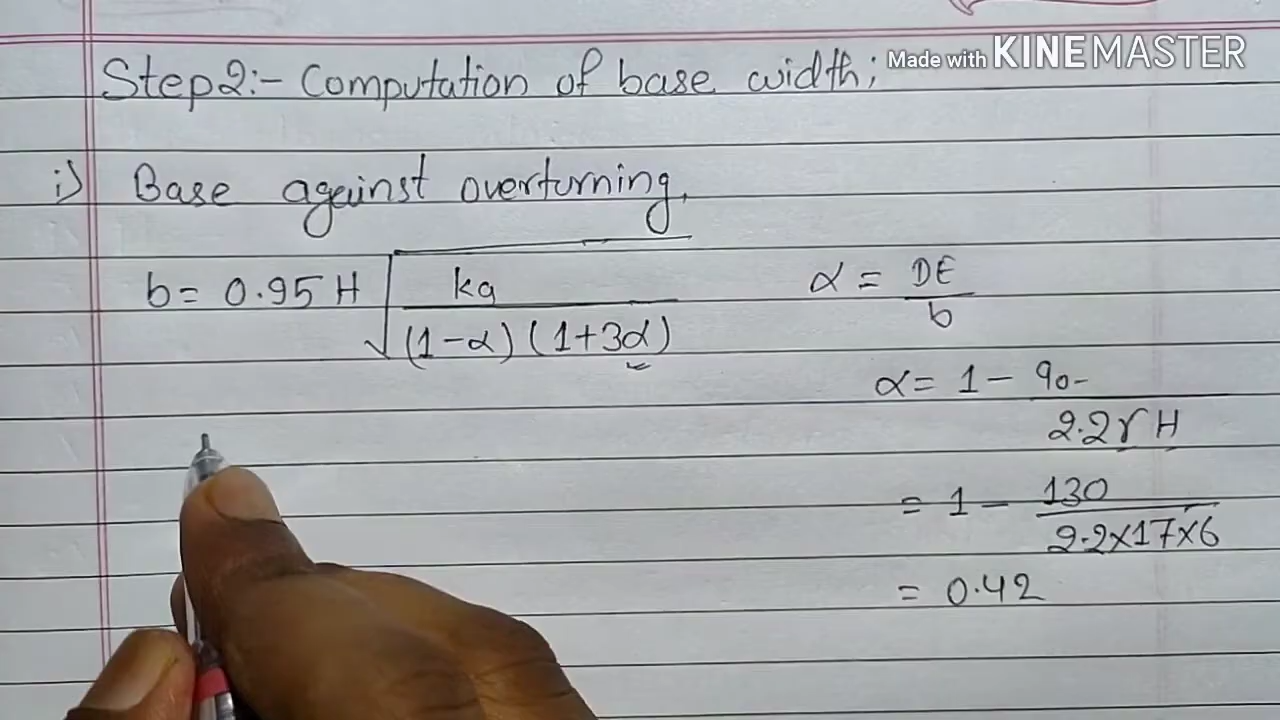 Made with KINEMASTER
Step2:- Computation of base width;
i) Base against overturning,
b = 0.95 H √ ka / (1-α) (1+3α)
α = DE / b
α = 1 - q0 / 2.2 γ H
= 1 - 130 / 2.2×17×6
= 0.42